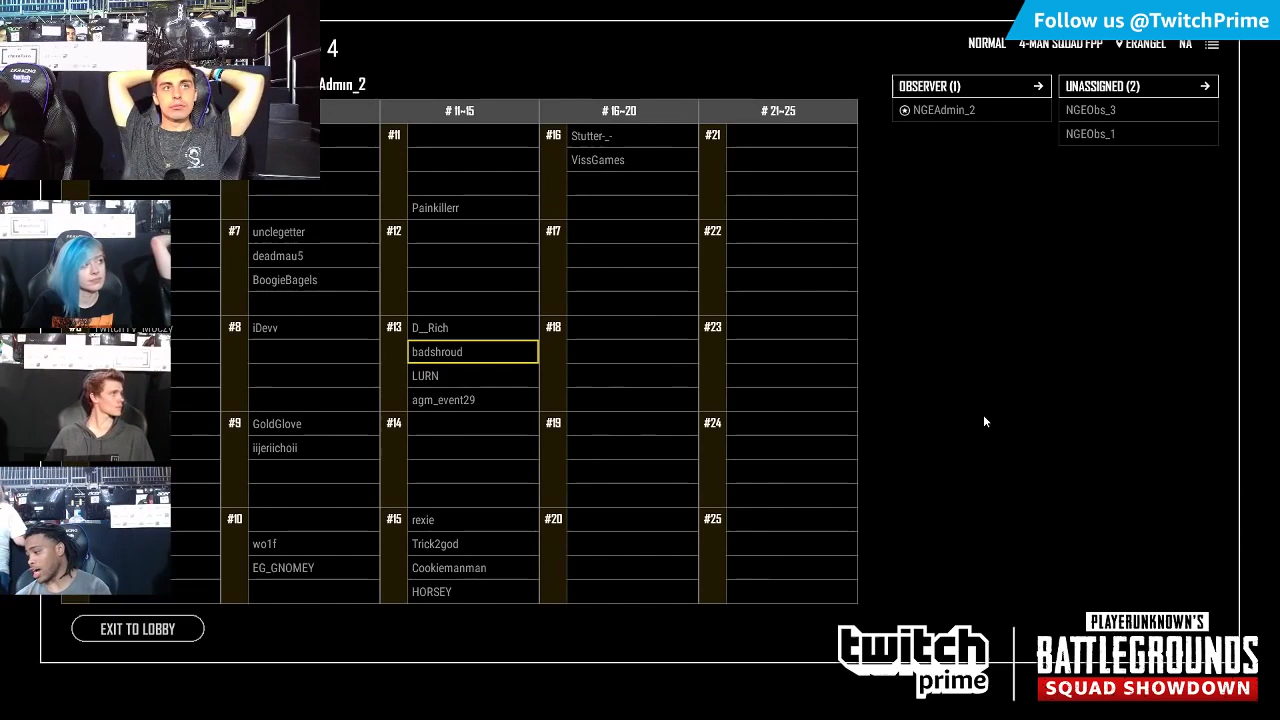 Follow us @TwitchPrime
4
NORMAL 4-MAN SQUAD FPP ERANGEL NA
Admin_2
OBSERVER (1)
UNASSIGNED (2)
NGEAdmin_2
NGEObs_3
NGEObs_1
# 11~15 # 16~20 # 21~25
#11 #16 Stutter-_- #21
VissGames
Painkillerr
#7 unclegetter #12 #17 #22
deadmau5
BoogieBagels
#8 iDevv #13 D__Rich #18 #23
badshroud
LURN
agm_event29
#9 GoldGlove #14 #19 #24
iijeriichoii
#10 #15 rexie #20 #25
wo1f Trick2god
EG_GNOMEY Cookiemanman
HORSEY
EXIT TO LOBBY
twitch
prime
PLAYERUNKNOWN'S
BATTLEGROUNDS
SQUAD SHOWDOWN